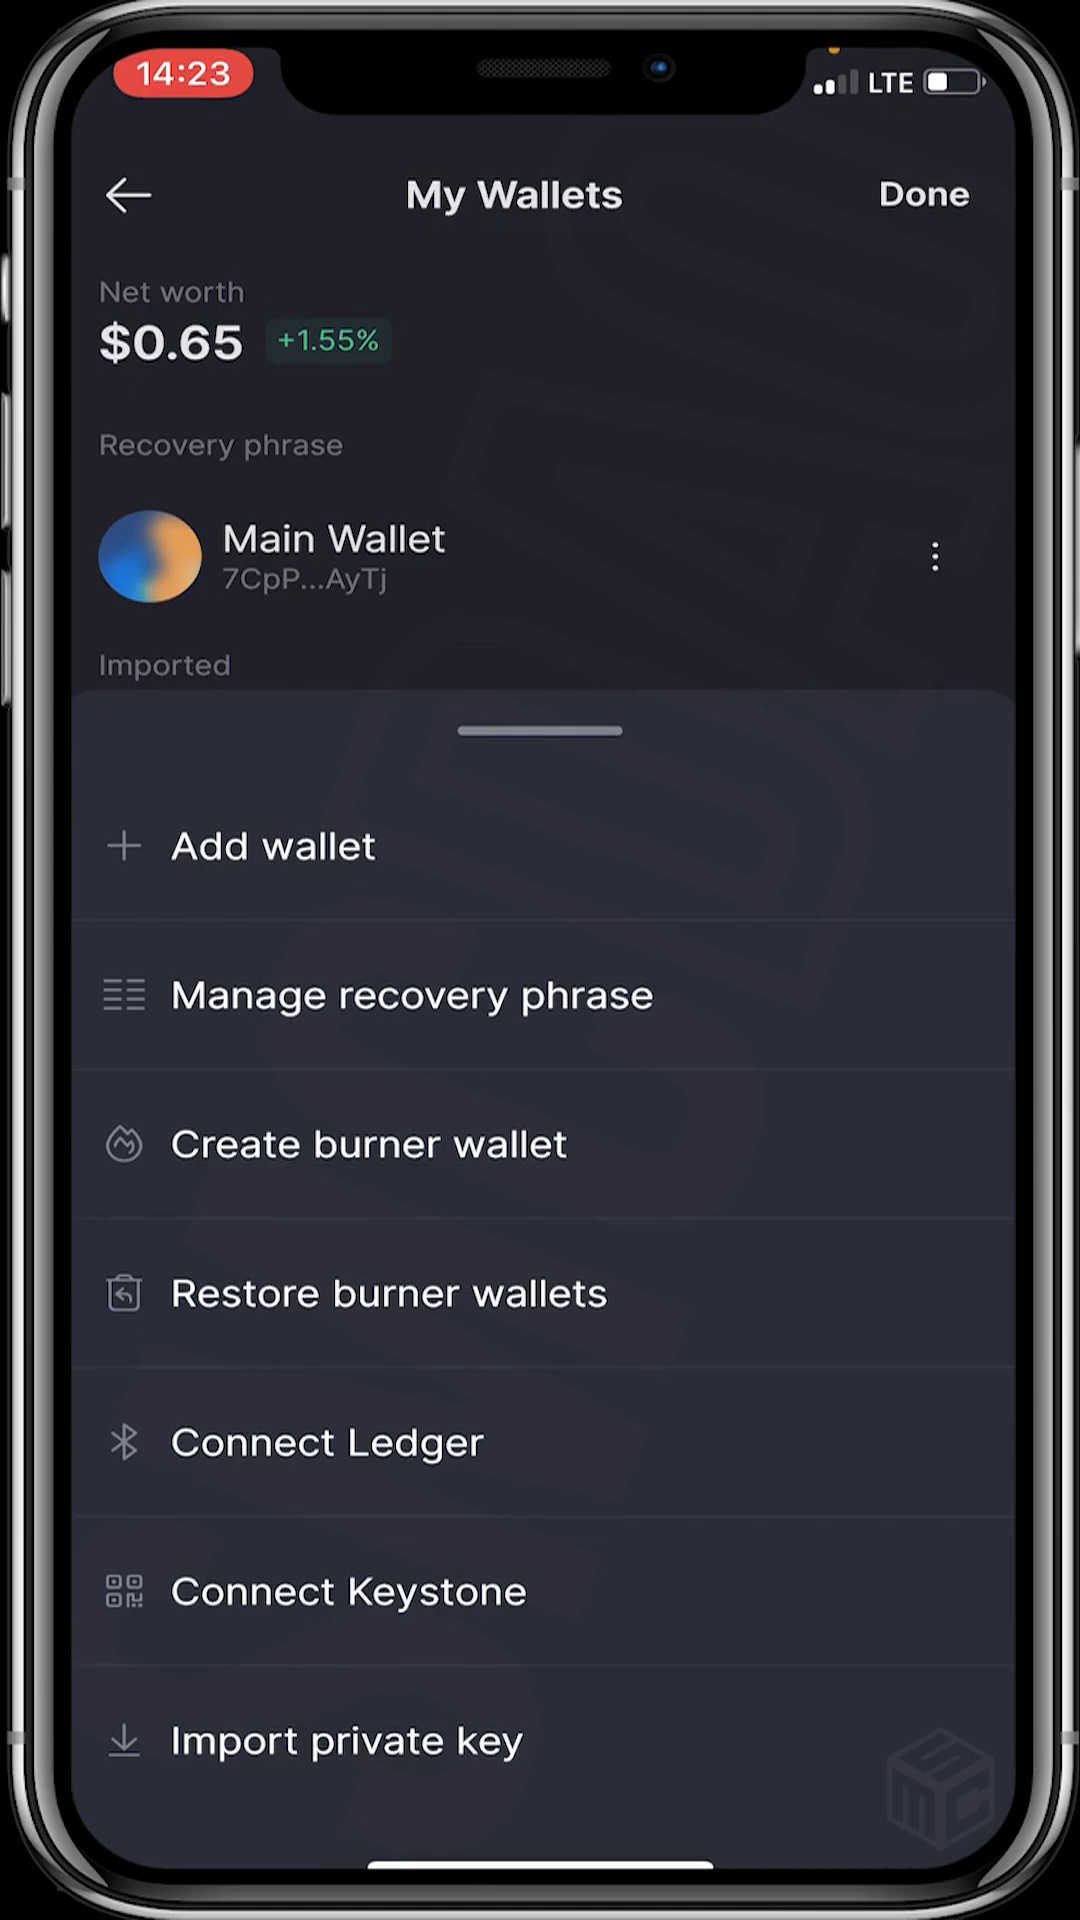 14:23
LTE
My Wallets
Done
Net worth
$0.65 +1.55%
Recovery phrase
Main Wallet
7CpP...AyTj
Imported
Add wallet
Manage recovery phrase
Create burner wallet
Restore burner wallets
Connect Ledger
Connect Keystone
Import private key